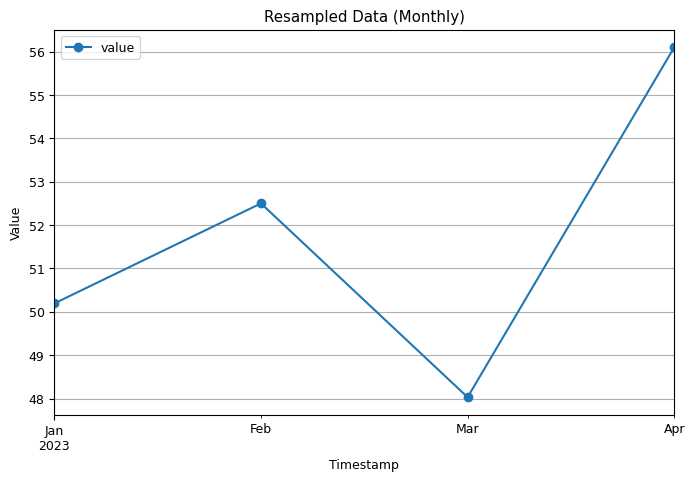 Resampled Data (Monthly)
value
56
55
54
53
52
51
50
49
48
Value
Jan
2023
Feb
Mar
Apr
Timestamp